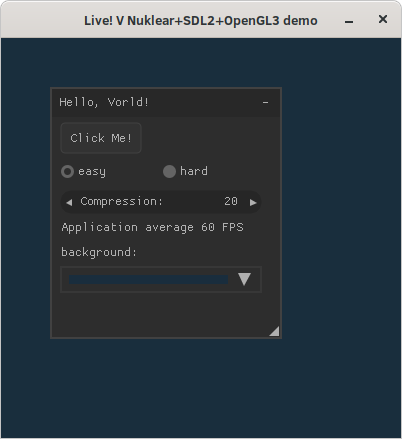 Live! V Nuklear+SDL2+OpenGL3 demo
Hello, Vorld!
Click Me!
easy hard
Compression: 20
Application average 60 FPS
background: